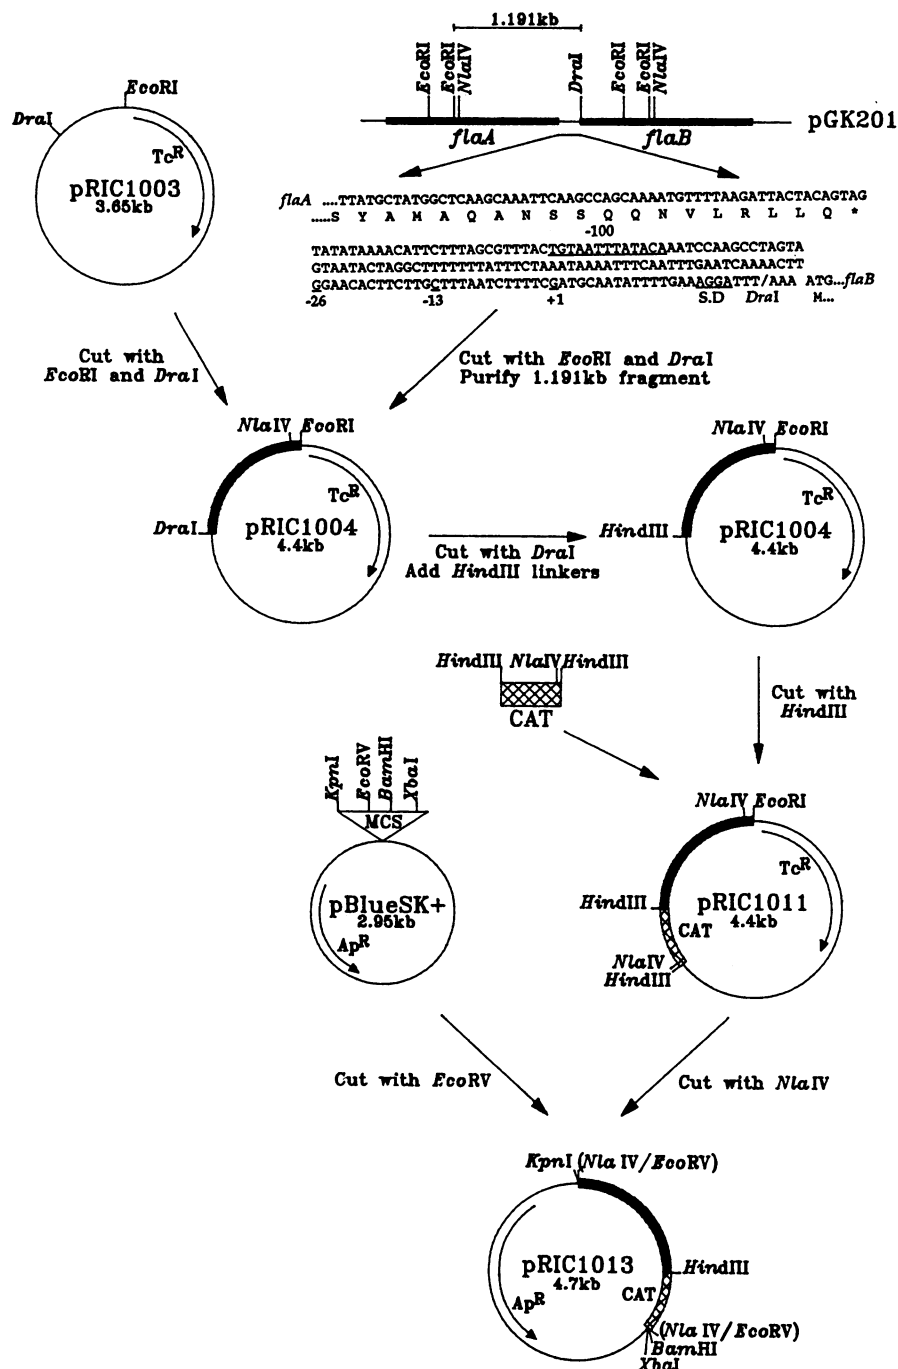 1.191kb
EcoRI
EcoRI
NlaIV
DraI
EcoRI
EcoRI
NlaIV
pGK201
flaA
flaB
EcoRI
DraI
TcR
pRIC1003
3.65kb
flaA ....TTATGCTATGGCTCAAGCAAATTCAAGCCAGCAAAATGTTTTAAGATTACTACAGTAG
.....S Y A M A Q A N S S Q Q N V L R L L Q *
-100
TATATAAAACATTCTTTAGCGTTTACTGTAATTTATACAAATCCAAGCCTAGTA
GTAATACTAGGCTTTTTTTATTTCTAAATAAAATTTCAATTTGAATCAAAACTT
GGAACACTTCTTGCTTTAATCTTTTCGATGCAATATTTTGAAAGGATTT/AAA ATG...flaB
-26 -13 +1 S.D DraI M...
Cut with
EcoRI and DraI
Cut with EcoRI and DraI
Purify 1.191kb fragment
NlaIV EcoRI
TcR
DraI
pRIC1004
4.4kb
Cut with DraI
Add HindIII linkers
NlaIV EcoRI
TcR
HindIII
pRIC1004
4.4kb
HindIII NlaIV HindIII
CAT
Cut with
HindIII
KpnI
EcoRV
BamHI
XbaI
MCS
pBlueSK+
2.95kb
ApR
NlaIV EcoRI
TcR
HindIII
pRIC1011
4.4kb
CAT
NlaIV
HindIII
Cut with EcoRV
Cut with NlaIV
KpnI (Nla IV/EcoRV)
pRIC1013
4.7kb
HindIII
CAT
ApR
(Nla IV/EcoRV)
BamHI
XbaI